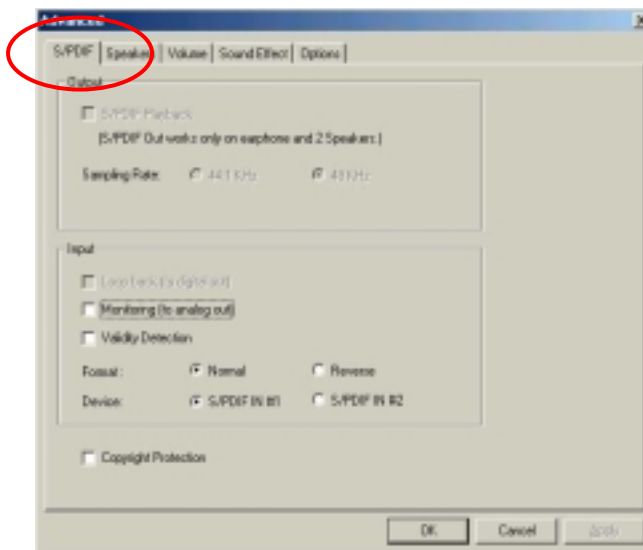 Advanced
S/PDIF Speakers Volume Sound Effect Options
Output
S/PDIF Playback
(S/PDIF Out works only on earphone and 2 Speakers.)
Sampling Rate: 44.1 KHz 48 KHz
Input
Loop back (to digital out)
Monitoring (to analog out)
Validity Detection
Format: Normal Reverse
Device: S/PDIF IN #1 S/PDIF IN #2
Copyright Protection
OK Cancel Apply